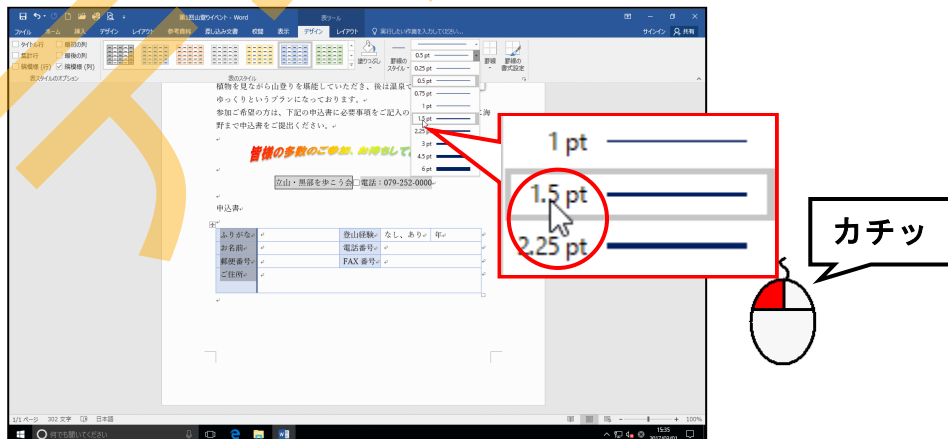 第1回山登りイベント - Word
表ツール
ファイル ホーム 挿入 デザイン レイアウト 参考資料 差し込み文書 校閲 表示 デザイン レイアウト 実行したい作業を入力してください...
サインイン 共有
タイトル行 最初の列
集計行 最後の列
縞模様 (行) 縞模様 (列)
表スタイルのオプション
表のスタイル
塗りつぶし
罫線の
スタイル
罫線
罫線の
書式設定
0.5 pt
0.25 pt
0.5 pt
0.75 pt
1 pt
1.5 pt
2.25 pt
3 pt
4.5 pt
6 pt
植物を見ながら山登りを堪能していただき、後は温泉で
ゆっくりというプランになっております。
参加ご希望の方は、下記の申込書に必要事項をご記入の
海
野まで申込書をご提出ください。
皆様の多数のご参加、お待ちして
立山・黒部を歩こう会□電話：079-252-0000
申込書
ふりがな 登山経験 なし、あり 年
お名前 電話番号
郵便番号 FAX 番号
ご住所
1 pt
1.5 pt
2.25 pt
カチッ
1/1 ページ 302 文字 日本語
100%
何でも聞いてください
15:35
2017/03/01